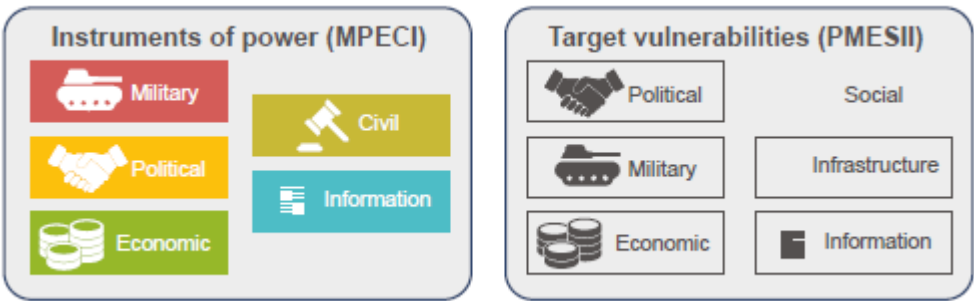 Instruments of power (MPECI)
Military
Political
Economic
Civil
Information
Target vulnerabilities (PMESII)
Political
Military
Economic
Social
Infrastructure
Information